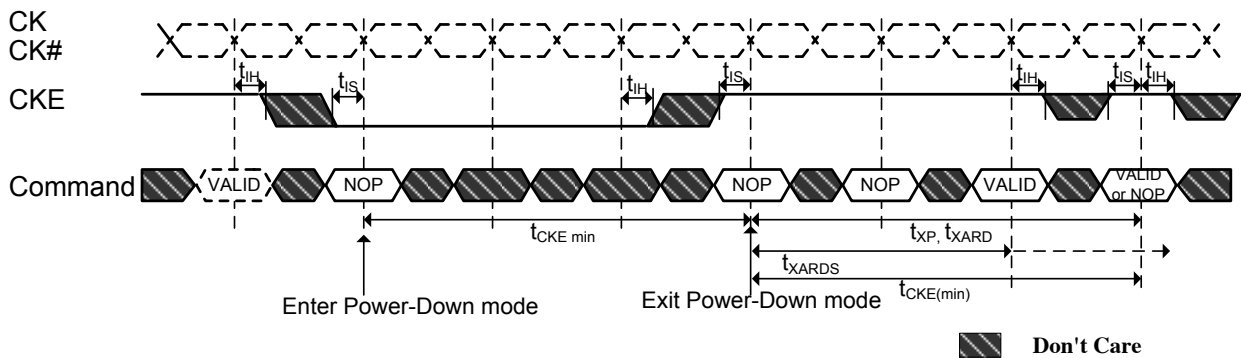 CK
CK#
tIH tIS tIH tIS tIH tIS tIH
CKE
Command VALID NOP NOP NOP VALID VALID or NOP
tCKE min tXP, tXARD
tXARDS
Enter Power-Down mode Exit Power-Down mode tCKE(min)
Don't Care